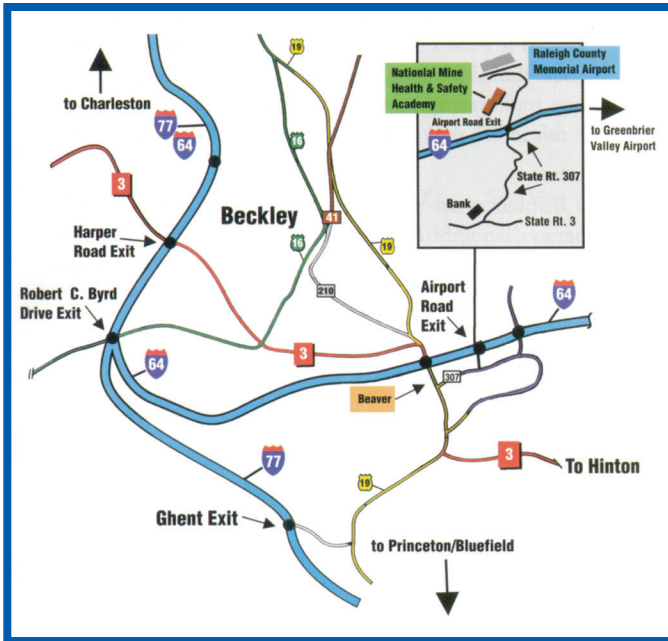 19
to Charleston
77
64
16
3
Beckley
41
Harper
Road Exit
16
19
210
Robert C. Byrd
Drive Exit
64
3
Airport
Road
Exit
64
307
Beaver
77
3
To Hinton
19
Ghent Exit
to Princeton/Bluefield
National Mine
Health & Safety
Academy
Raleigh County
Memorial Airport
Airport Road Exit
64
to Greenbrier
Valley Airport
State Rt. 307
Bank
State Rt. 3